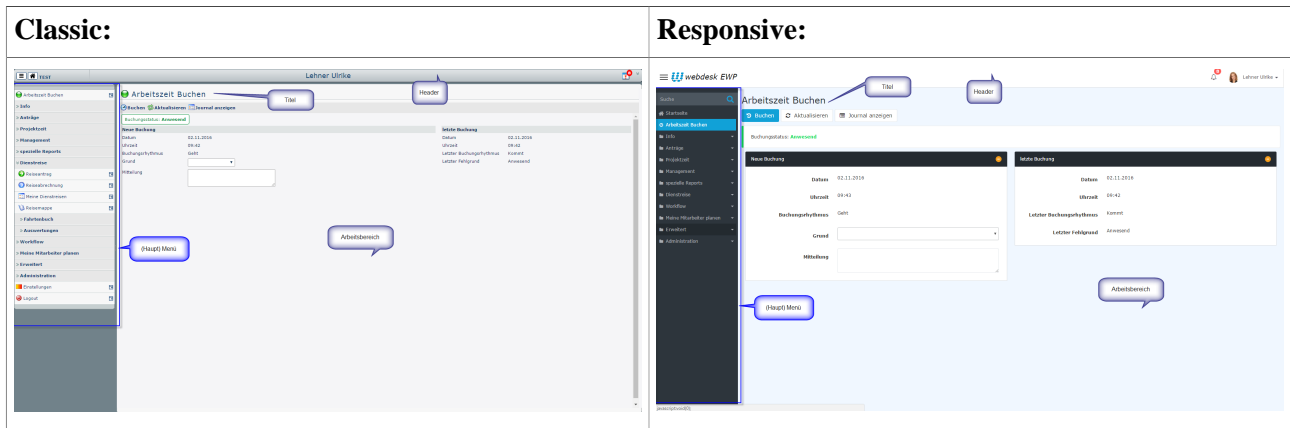 Classic:
TEST
Lehner Ulrike
Header
Arbeitszeit Buchen
Info
Anträge
Projektzeit
Management
spezielle Reports
Dienstreise
Reiseantrag
Reiseabrechnung
Meine Dienstreisen
Reisemappe
Fahrtenbuch
Auswertungen
Workflow
Meine Mitarbeiter planen
Erweitert
Administration
Einstellungen
Logout
(Haupt) Menü
Arbeitszeit Buchen
Titel
Buchen Aktualisieren Journal anzeigen
Buchungsstatus: Anwesend
Neue Buchung
Datum 02.11.2016
Uhrzeit 09:42
Buchungsrhythmus Geht
Grund
Mitteilung
letzte Buchung
Datum 02.11.2016
Uhrzeit 09:42
Letzter Buchungsrhythmus Kommt
Letzter Fehlgrund Anwesend
Arbeitsbereich
Responsive:
webdesk EWP
Lehner Ulrike
Header
Suche
Startseite
Arbeitszeit Buchen
Info
Anträge
Projektzeit
Management
spezielle Reports
Dienstreise
Workflow
Meine Mitarbeiter planen
Erweitert
Administration
(Haupt) Menü
Arbeitszeit Buchen
Titel
Buchen Aktualisieren Journal anzeigen
Buchungsstatus: Anwesend
Neue Buchung
Datum 02.11.2016
Uhrzeit 09:43
Buchungsrhythmus Geht
Grund
Mitteilung
letzte Buchung
Datum 02.11.2016
Uhrzeit 09:42
Letzter Buchungsrhythmus Kommt
Letzter Fehlgrund Anwesend
Arbeitsbereich